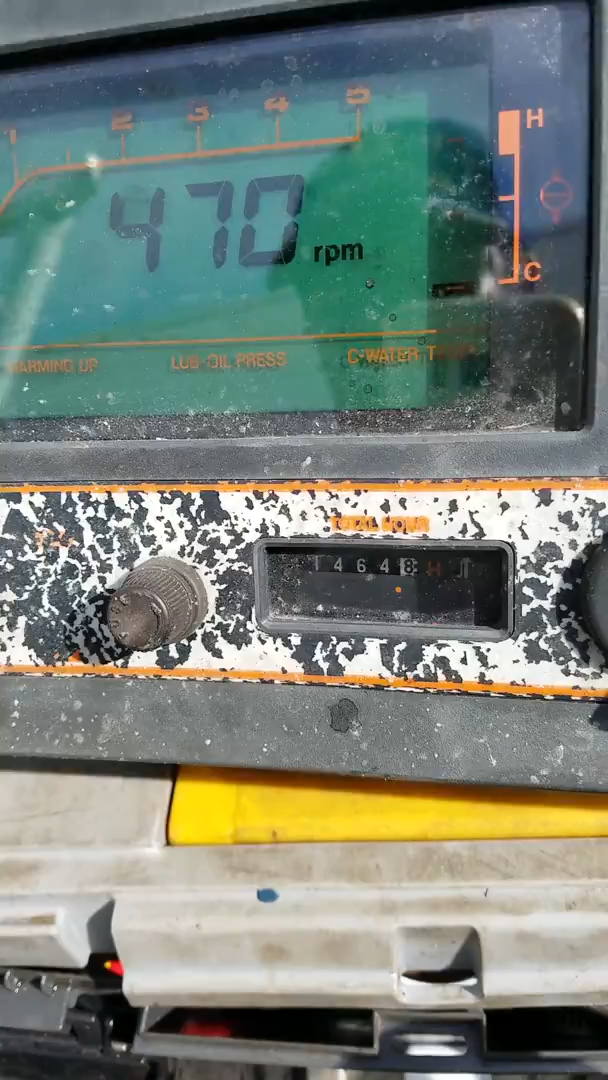 1 2 3 4 5
H
470 rpm
C
WARMING UP LUB-OIL PRESS C-WATER TEMP
TOTAL HOUR
14648 H